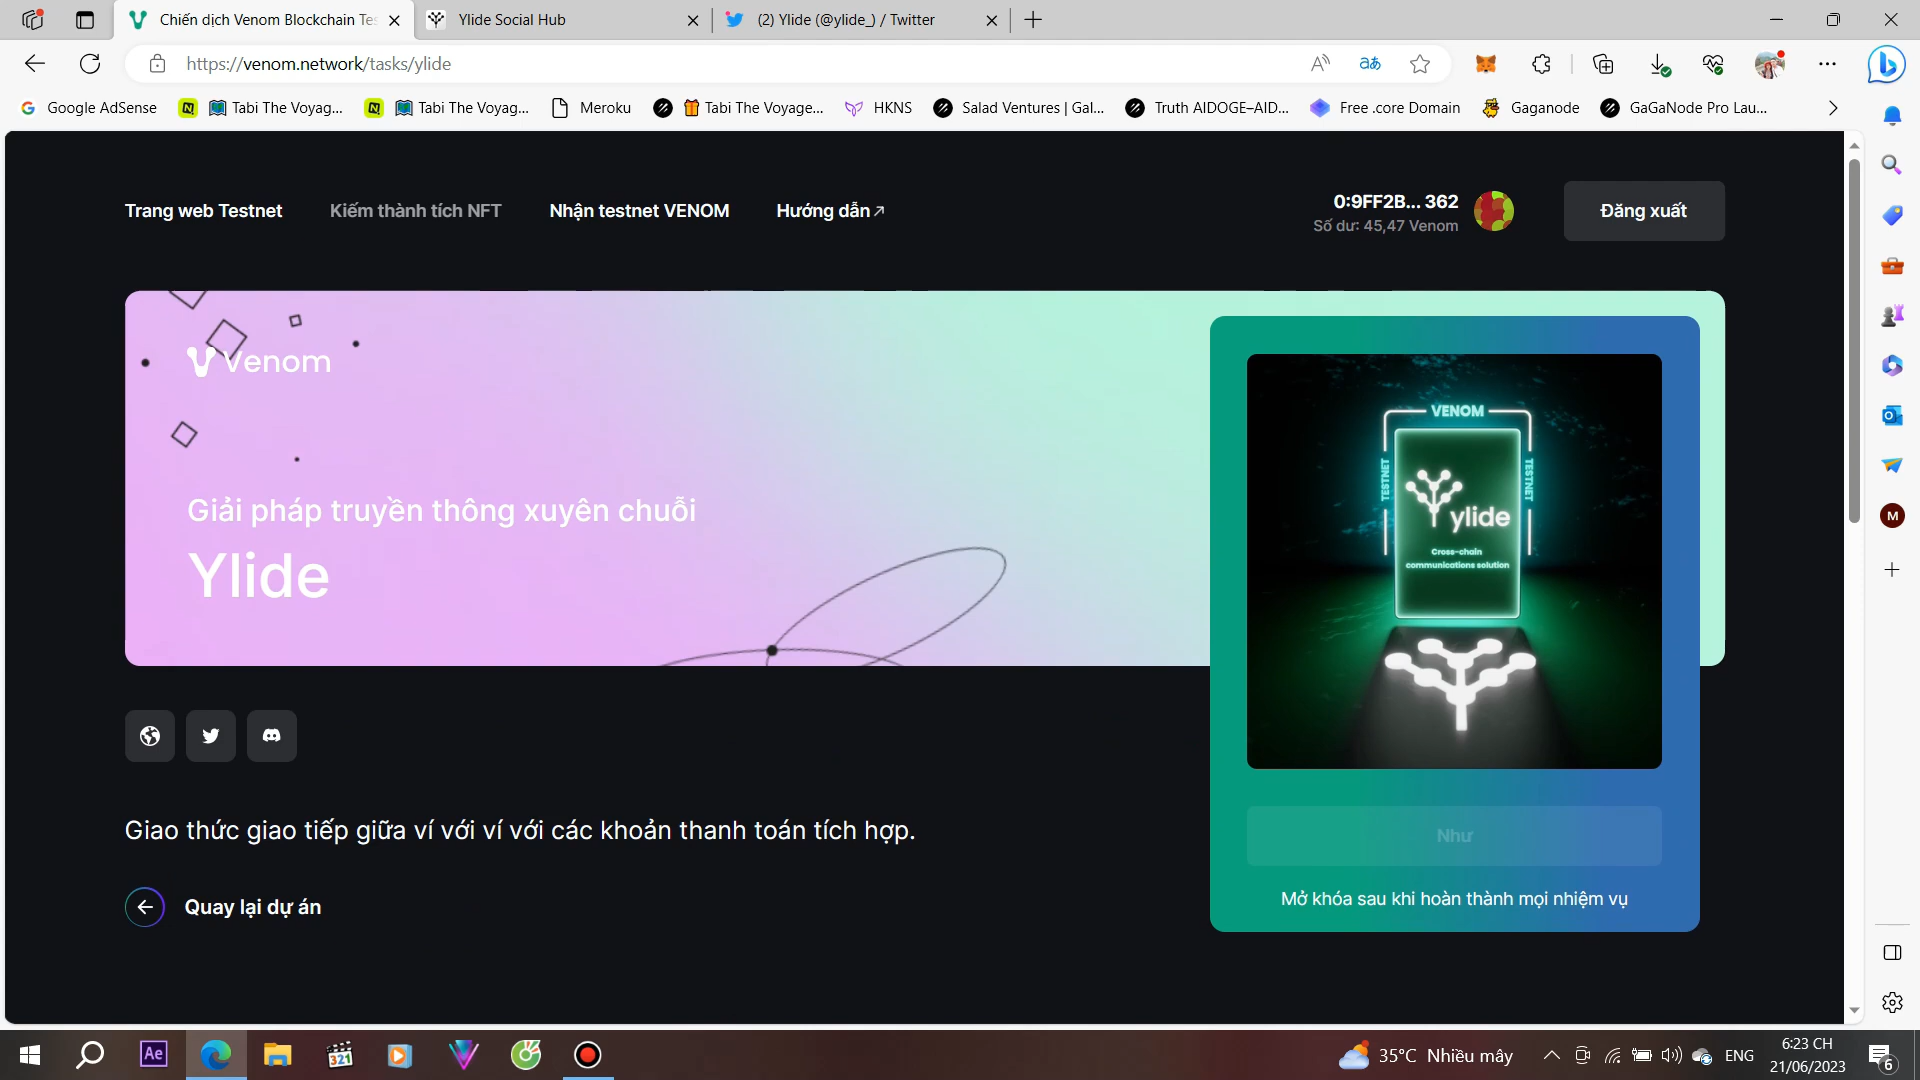 Chiến dịch Venom Blockchain Tes
Ylide Social Hub
(2) Ylide (@ylide_) / Twitter
https://venom.network/tasks/ylide
Google AdSense
Tabi The Voyag...
Tabi The Voyag...
Meroku
Tabi The Voyage...
HKNS
Salad Ventures | Gal...
Truth AIDOGE–AID...
Free .core Domain
Gaganode
GaGaNode Pro Lau...
Trang web Testnet
Kiếm thành tích NFT
Nhận testnet VENOM
Hướng dẫn↗
0:9FF2B... 362
Số dư: 45,47 Venom
Đăng xuất
Venom
Giải pháp truyền thông xuyên chuỗi
Ylide
VENOM
TESTNET
TESTNET
ylide
Cross-chain
communications solution
Giao thức giao tiếp giữa ví với ví với các khoản thanh toán tích hợp.
Như
Mở khóa sau khi hoàn thành mọi nhiệm vụ
Quay lại dự án
M
Ae
321
35°C Nhiều mây
ENG
6:23 CH
21/06/2023
6